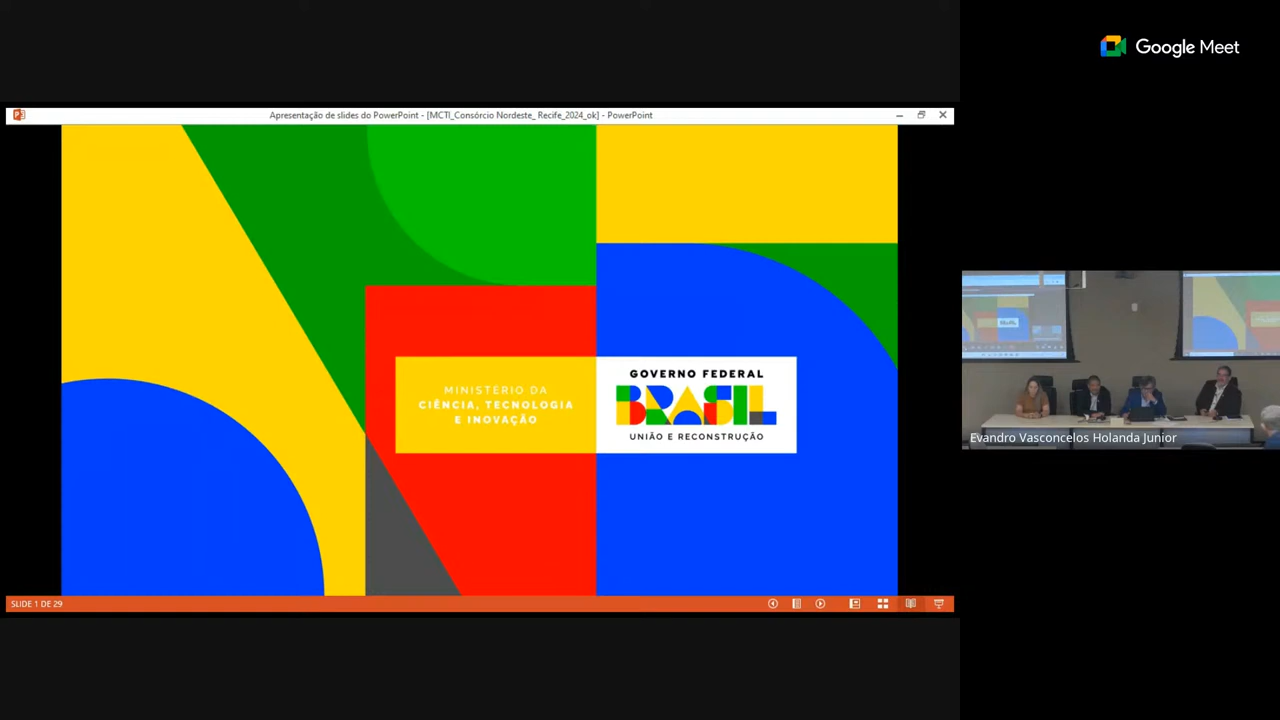 Google Meet
Apresentação de slides do PowerPoint - [MCTI_Consórcio Nordeste_ Recife_2024_ok] - PowerPoint
MINISTÉRIO DA
CIÊNCIA, TECNOLOGIA
E INOVAÇÃO
GOVERNO FEDERAL
BRASIL
UNIÃO E RECONSTRUÇÃO
Evandro Vasconcelos Holanda Junior
SLIDE 1 DE 29